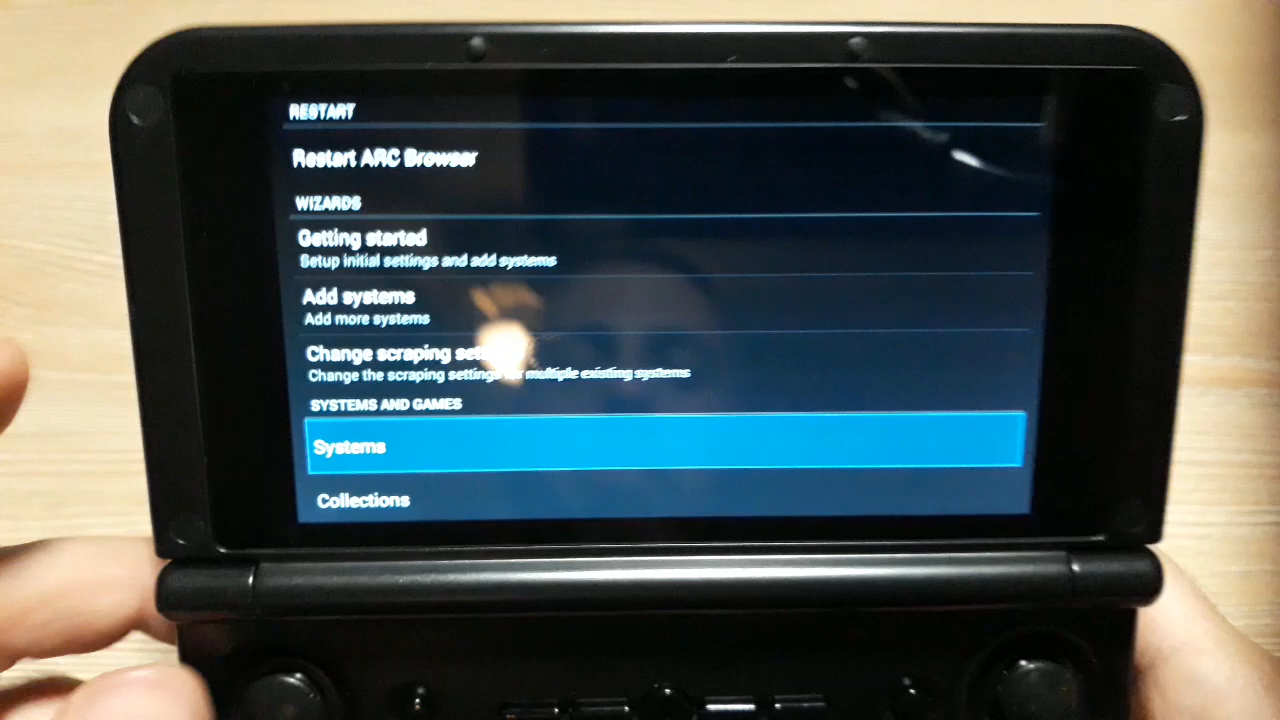 RESTART
Restart ARC Browser
WIZARDS
Getting started
Setup initial settings and add systems
Add systems
Add more systems
Change scraping
Change the scraping settings multiple existing systems
SYSTEMS AND GAMES
Systems
Collections